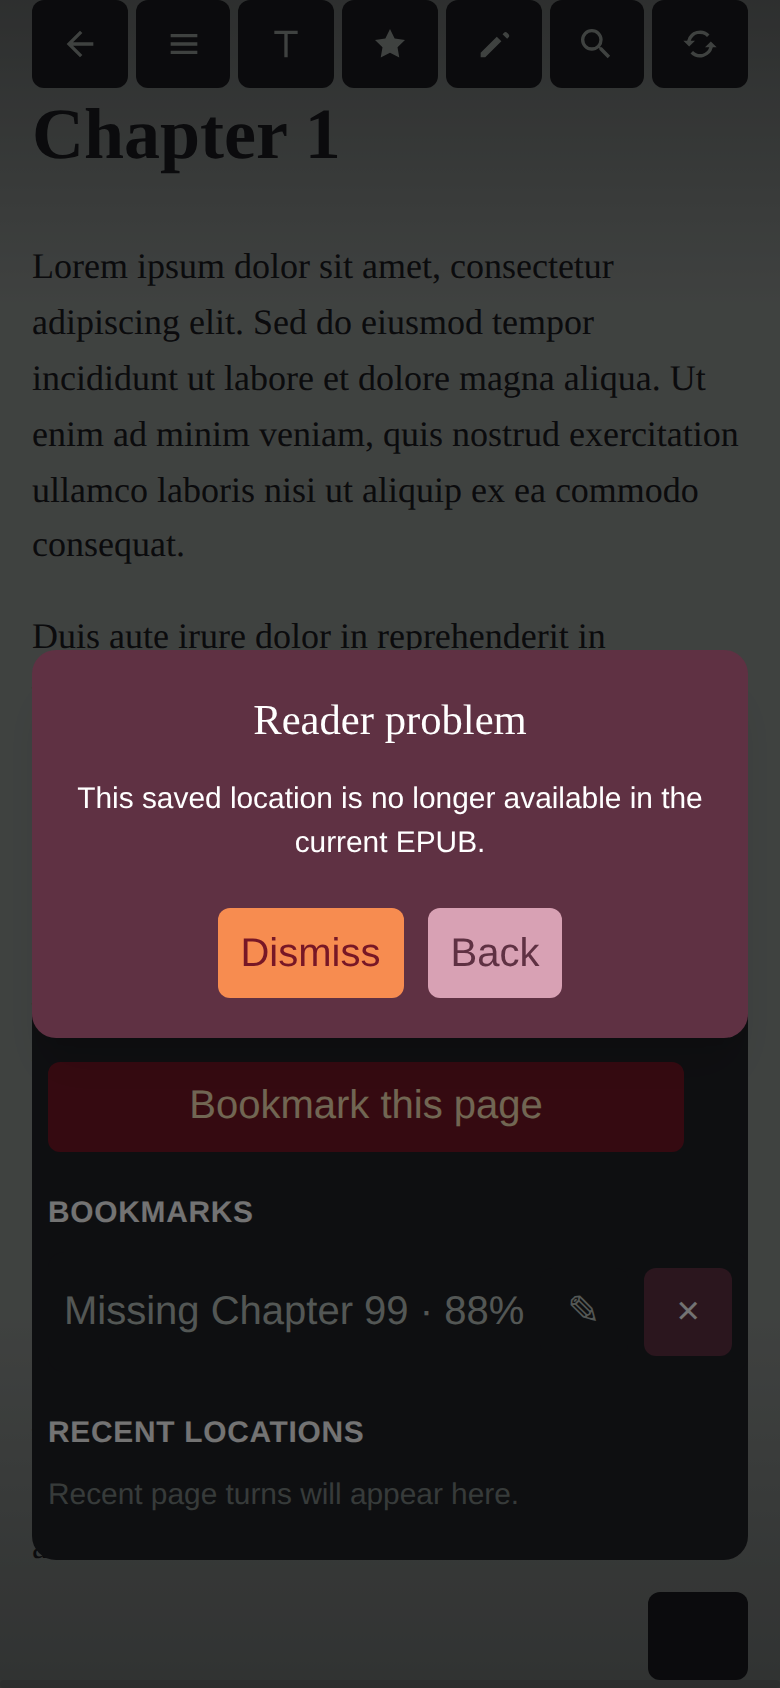 Chapter 1
Lorem ipsum dolor sit amet, consectetur
adipiscing elit. Sed do eiusmod tempor
incididunt ut labore et dolore magna aliqua. Ut
enim ad minim veniam, quis nostrud exercitation
ullamco laboris nisi ut aliquip ex ea commodo
consequat.
Duis aute irure dolor in reprehenderit in
Reader problem
This saved location is no longer available in the
current EPUB.
Dismiss Back
Bookmark this page
BOOKMARKS
Missing Chapter 99 · 88% ✎ ✕
RECENT LOCATIONS
Recent page turns will appear here.